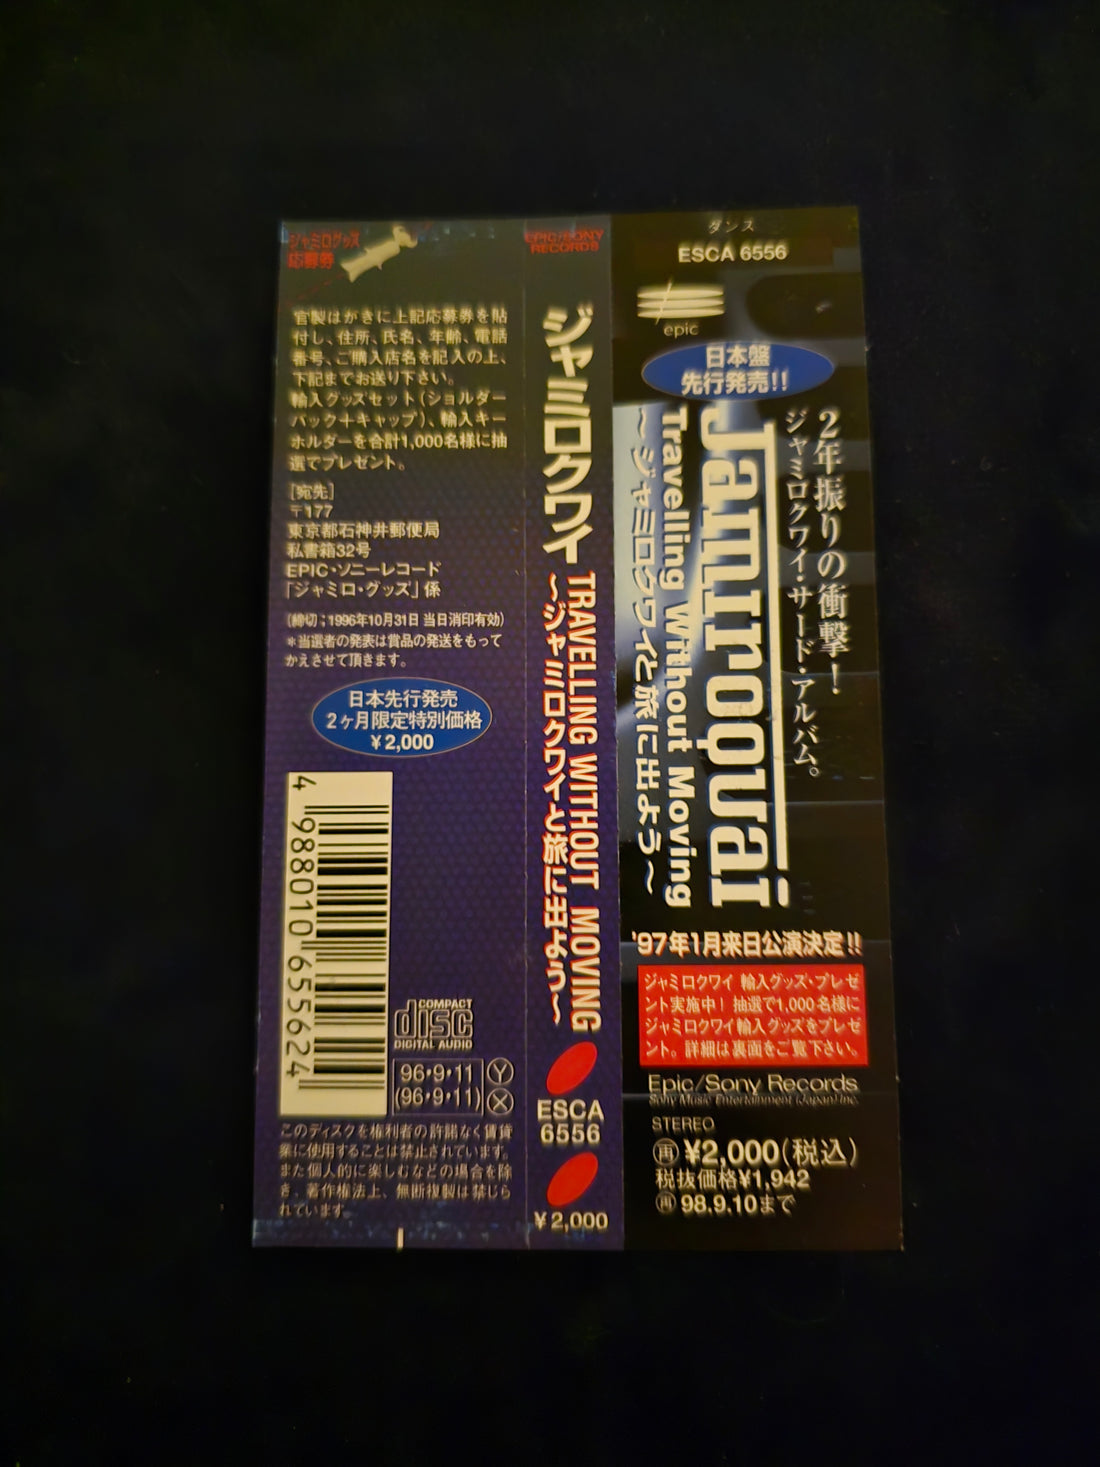 ジャミログッズ
応募券
官製はがきに上記応募券を貼
付し、住所、氏名、年齢、電話
番号、ご購入店名を記入の上、
下記までお送り下さい。
輸入グッズセット(ショルダー
バック+キャップ)、輸入キー
ホルダーを合計1,000名様に抽
選でプレゼント。
[宛先]
〒177
東京都石神井郵便局
私書箱32号
EPIC・ソニーレコード
「ジャミロ・グッズ」係
(締切;1996年10月31日 当日消印有効)
*当選者の発表は賞品の発送をもって
かえさせて頂きます。
日本先行発売
2ヶ月限定特別価格
¥2,000
4 988010 655624
COMPACT
disc
DIGITAL AUDIO
96・9・11 Y
(96・9・11) X
このディスクを権利者の許諾なく賃貸
業に使用することは禁止されています。
また個人的に楽しむなどの場合を除
き、著作権法上、無断複製は禁じら
れています。
EPIC/SONY
RECORDS
ジャミロクワイ
TRAVELLING WITHOUT MOVING
〜ジャミロクワイと旅に出よう〜
ESCA
6556
¥2,000
ダンス
ESCA 6556
epic
日本盤
先行発売!!
2年振りの衝撃!
ジャミロクワイ・サード・アルバム。
Jamiroquai
Travelling Without Moving
〜ジャミロクワイと旅に出よう〜
'97年1月来日公演決定!!
ジャミロクワイ 輸入グッズ・プレゼ
ント実施中! 抽選で1,000名様に
ジャミロクワイ輸入グッズをプレゼ
ント。詳細は裏面をご覧下さい。
Epic/Sony Records
Sony Music Entertainment (Japan) Inc.
STEREO
再 ¥2,000(税込)
税抜価格¥1,942
再 98.9.10まで